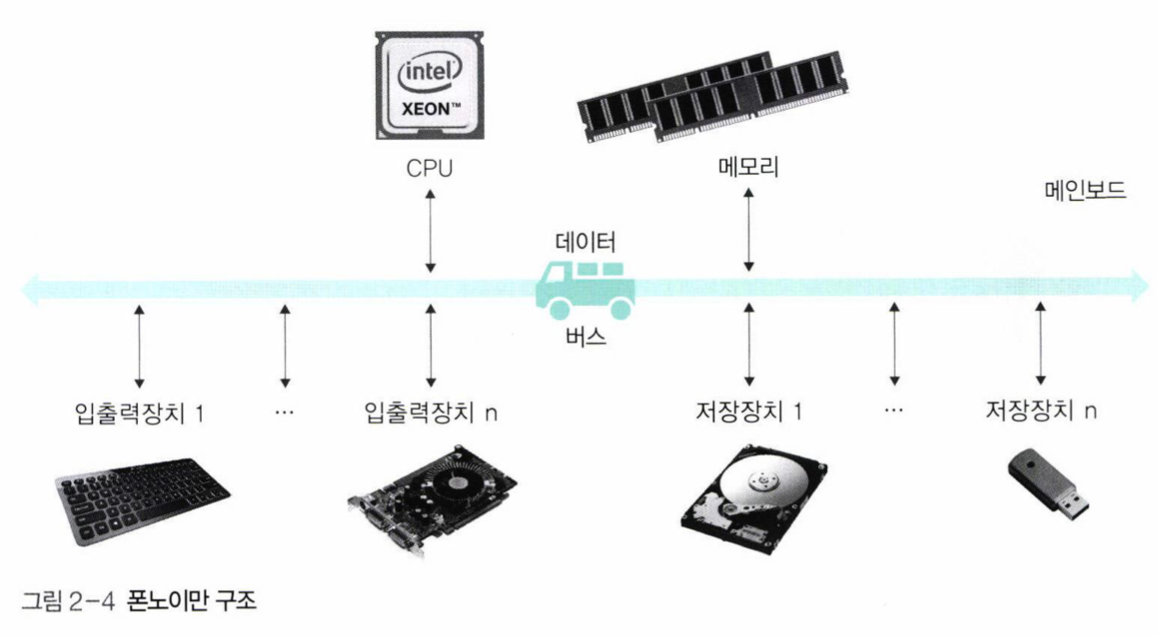 intel
XEON™
CPU
메모리
메인보드
데이터
버스
입출력장치 1
…
입출력장치 n
저장장치 1
…
저장장치 n
그림 2-4 폰노이만 구조